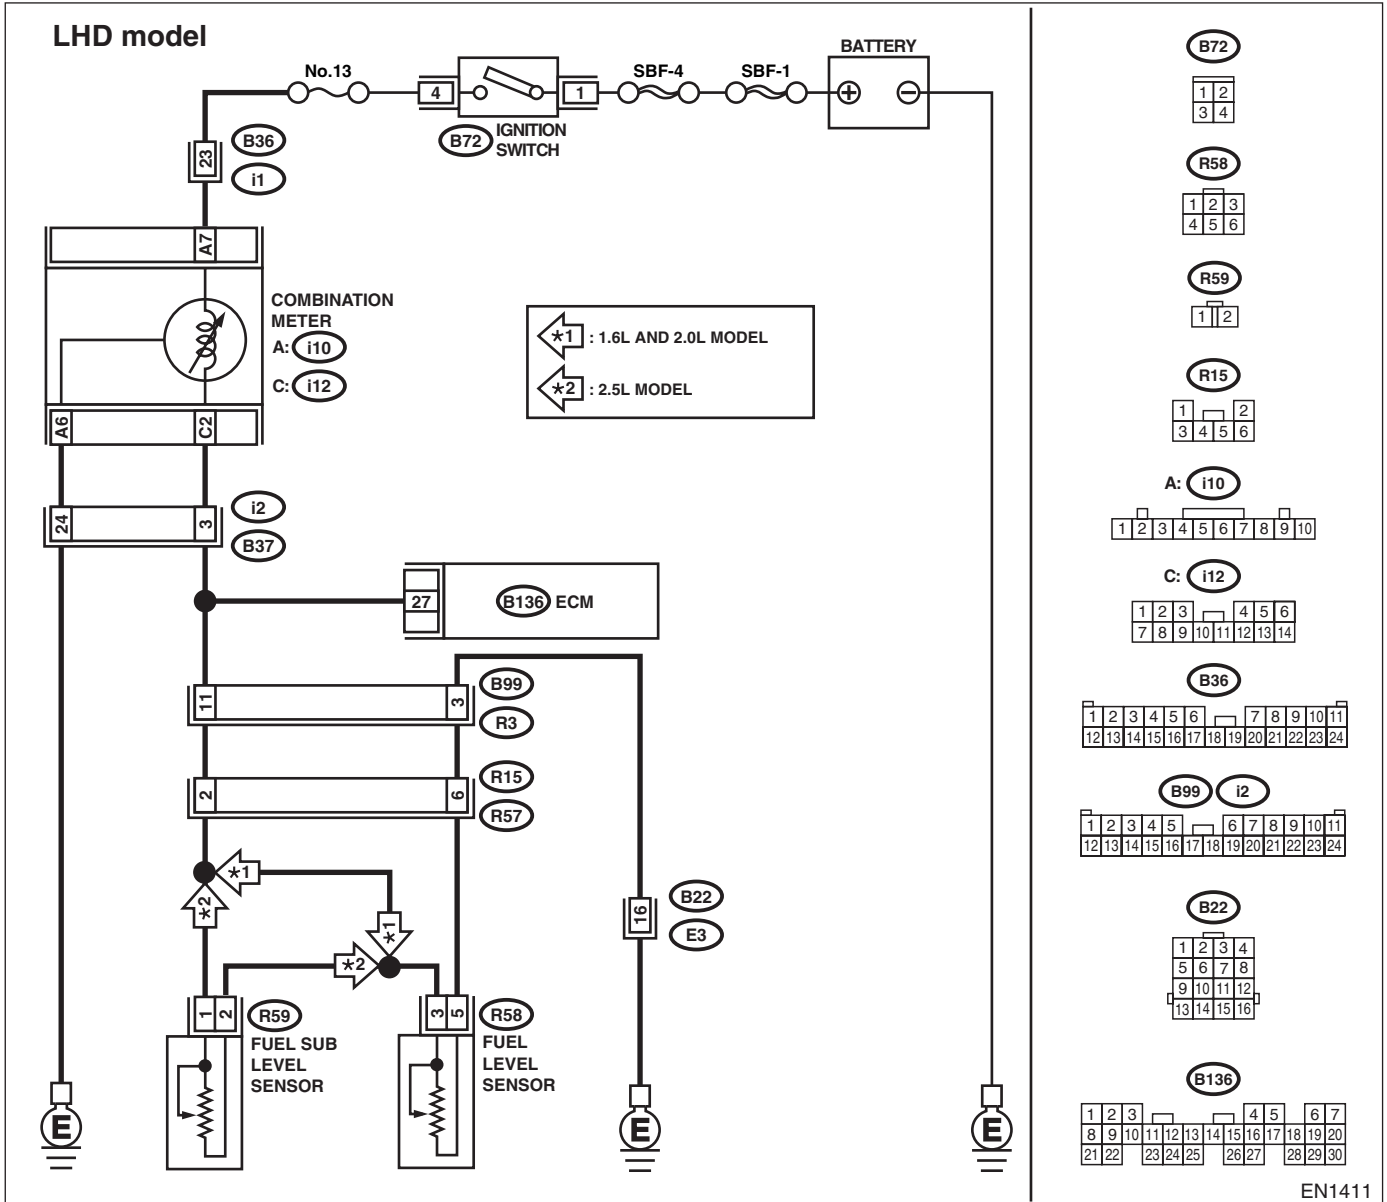 LHD model
BATTERY
No.13
SBF-4
SBF-1
4
1
B72
IGNITION
SWITCH
23
B36
i1
A7
COMBINATION
METER
A: i10
C: i12
A6
C2
*1 : 1.6L AND 2.0L MODEL
*2 : 2.5L MODEL
24
3
i2
B37
27
B136 ECM
11
3
B99
R3
2
6
R15
R57
*1
*2
*1
*2
16
B22
E3
1
2
R59
FUEL SUB
LEVEL
SENSOR
3
5
R58
FUEL
LEVEL
SENSOR
E
E
E
B72
1 2
3 4
R58
1 2 3
4 5 6
R59
1 2
R15
1 2
3 4 5 6
A: i10
1 2 3 4 5 6 7 8 9 10
C: i12
1 2 3 4 5 6
7 8 9 10 11 12 13 14
B36
1 2 3 4 5 6 7 8 9 10 11
12 13 14 15 16 17 18 19 20 21 22 23 24
B99 i2
1 2 3 4 5 6 7 8 9 10 11
12 13 14 15 16 17 18 19 20 21 22 23 24
B22
1 2 3 4
5 6 7 8
9 10 11 12
13 14 15 16
B136
1 2 3 4 5 6 7
8 9 10 11 12 13 14 15 16 17 18 19 20
21 22 23 24 25 26 27 28 29 30
EN1411